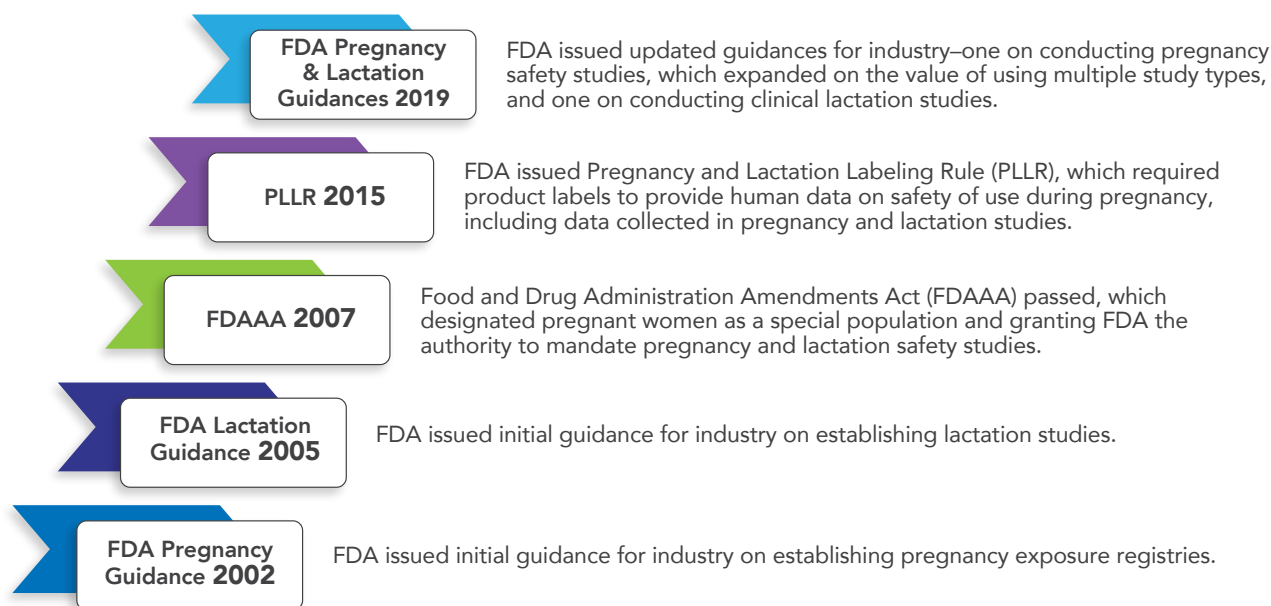 FDA Pregnancy
& Lactation
Guidances 2019
FDA issued updated guidances for industry–one on conducting pregnancy
safety studies, which expanded on the value of using multiple study types,
and one on conducting clinical lactation studies.
PLLR 2015
FDA issued Pregnancy and Lactation Labeling Rule (PLLR), which required
product labels to provide human data on safety of use during pregnancy,
including data collected in pregnancy and lactation studies.
FDAAA 2007
Food and Drug Administration Amendments Act (FDAAA) passed, which
designated pregnant women as a special population and granting FDA the
authority to mandate pregnancy and lactation safety studies.
FDA Lactation
Guidance 2005
FDA issued initial guidance for industry on establishing lactation studies.
FDA Pregnancy
Guidance 2002
FDA issued initial guidance for industry on establishing pregnancy exposure registries.